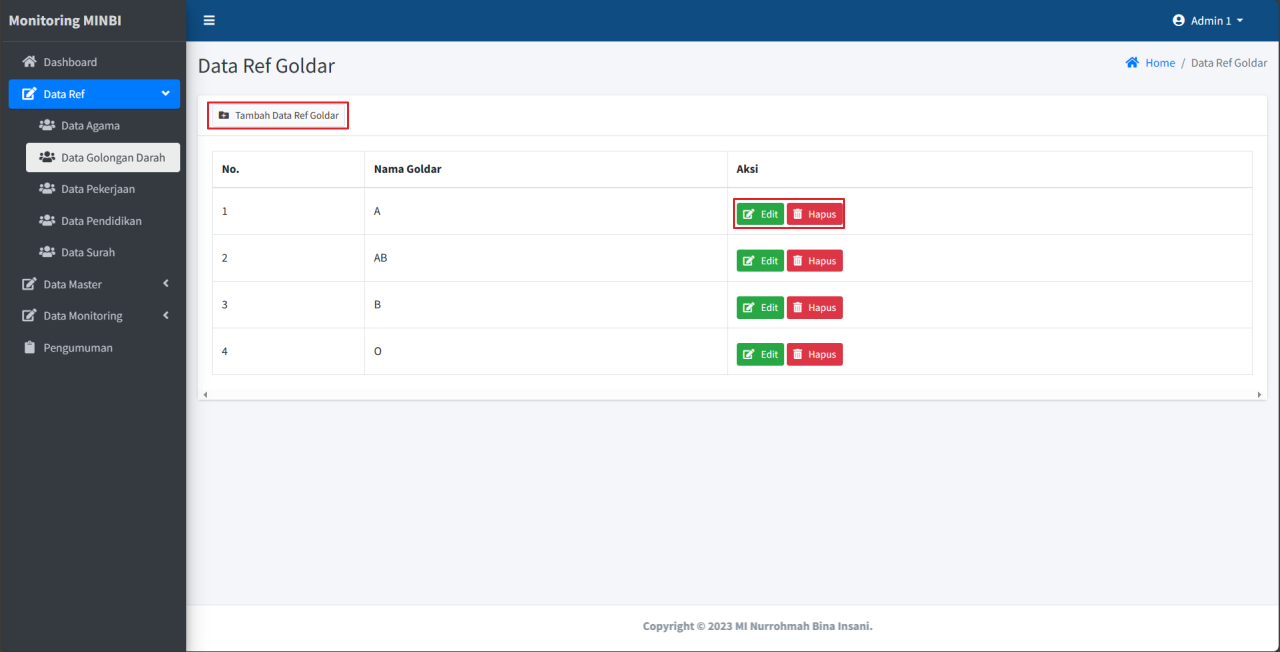 Monitoring MINBI
Admin 1
Dashboard
Data Ref
Data Agama
Data Golongan Darah
Data Pekerjaan
Data Pendidikan
Data Surah
Data Master
Data Monitoring
Pengumuman
Data Ref Goldar
Home / Data Ref Goldar
Tambah Data Ref Goldar
No. Nama Goldar Aksi
1 A Edit Hapus
2 AB Edit Hapus
3 B Edit Hapus
4 O Edit Hapus
Copyright © 2023 MI Nurrohmah Bina Insani.